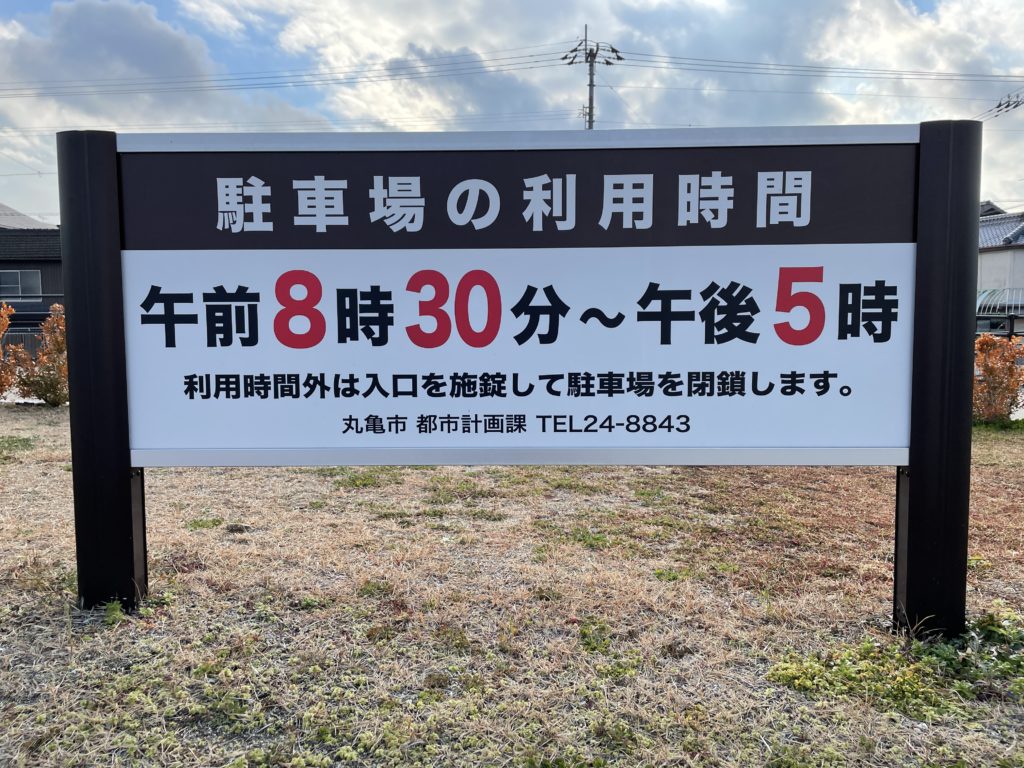 駐車場の利用時間
午前8時30分～午後5時
利用時間外は入口を施錠して駐車場を閉鎖します。
丸亀市 都市計画課 TEL24-8843